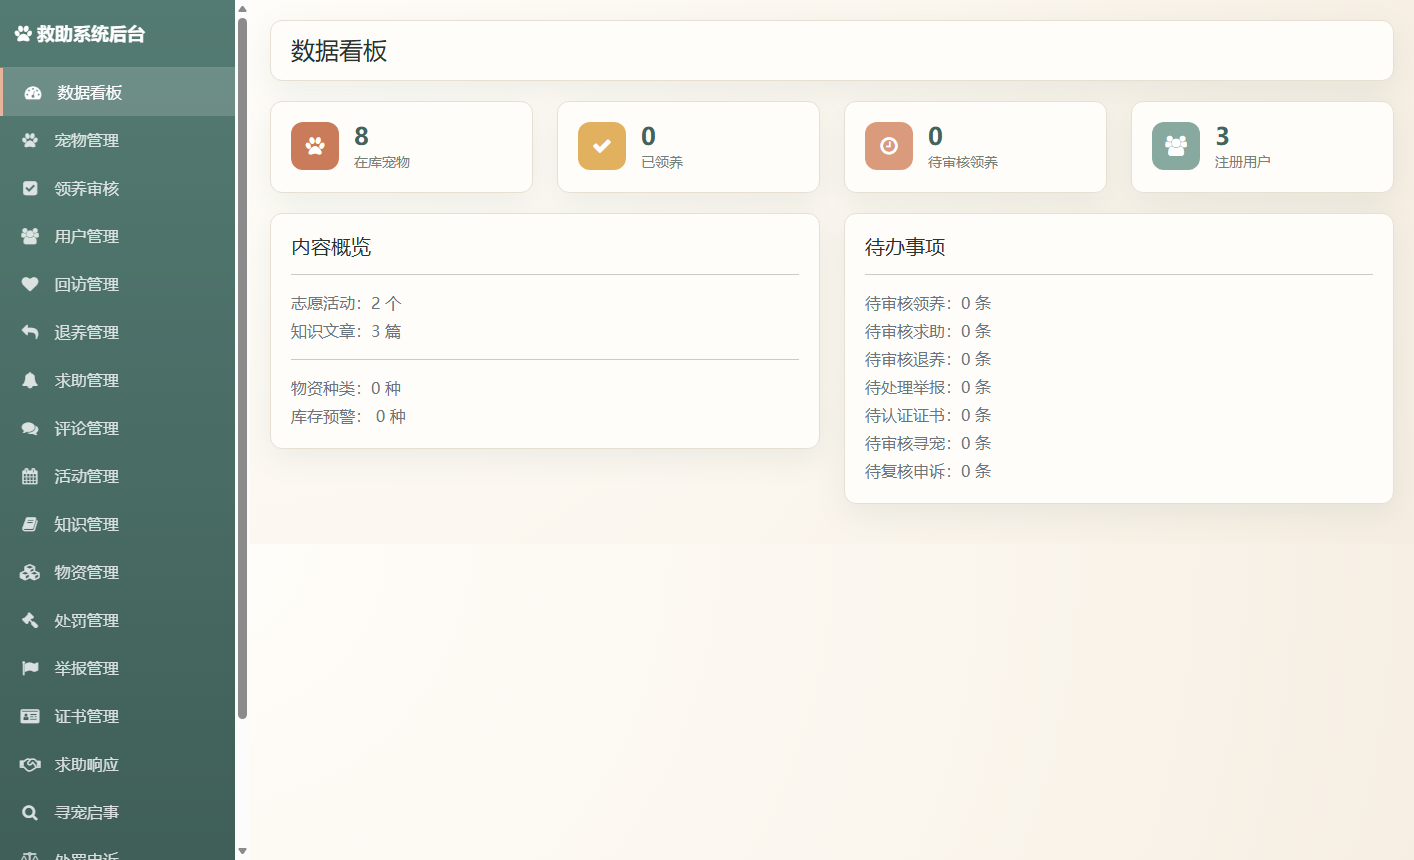 救助系统后台
数据看板
宠物管理
领养审核
用户管理
回访管理
退养管理
求助管理
评论管理
活动管理
知识管理
物资管理
处罚管理
举报管理
证书管理
求助响应
寻宠启事
处罚申诉
数据看板
8
在库宠物
0
已领养
0
待审核领养
3
注册用户
内容概览
志愿活动：2 个
知识文章：3 篇
物资种类：0 种
库存预警： 0 种
待办事项
待审核领养：0 条
待审核求助：0 条
待审核退养：0 条
待处理举报：0 条
待认证证书：0 条
待审核寻宠：0 条
待复核申诉：0 条